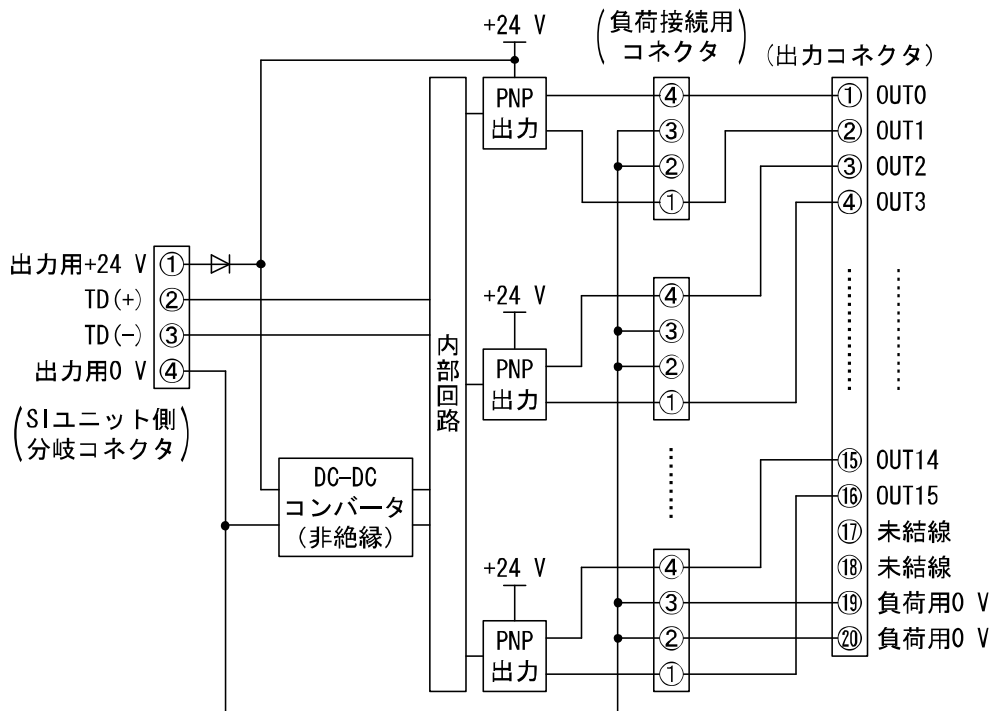 +24 V
(負荷接続用
コネクタ)
(出力コネクタ)
PNP
出力
④
③
②
①
① OUT0
② OUT1
③ OUT2
④ OUT3
出力用+24 V ①
TD(+) ②
TD(−) ③
出力用0 V ④
(SIユニット側
分岐コネクタ)
内部回路
+24 V
PNP
出力
④
③
②
①
DC−DC
コンバータ
(非絶縁)
+24 V
PNP
出力
④
③
②
①
⑮ OUT14
⑯ OUT15
⑰ 未結線
⑱ 未結線
⑲ 負荷用0 V
⑳ 負荷用0 V